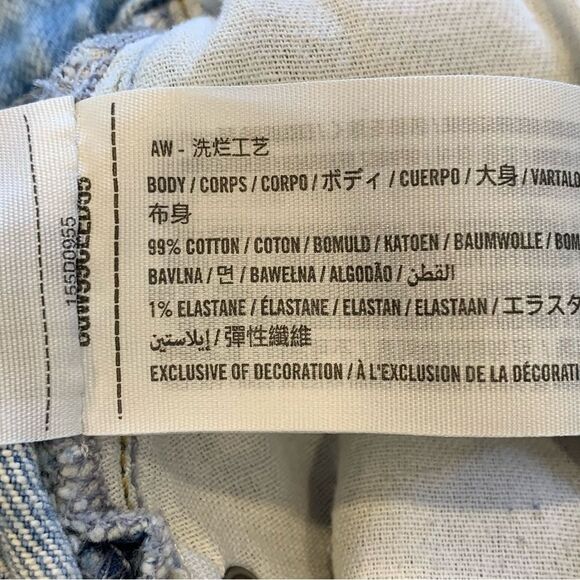 AW - 洗烂工艺
BODY / CORPS / CORPO / ボディ / CUERPO / 大身 / VARTALO
布身
99% COTTON / COTON / BOMULD / KATOEN / BAUMWOLLE / BOM
BAVLNA / 면 / BAWEŁNA / ALGODÃO / القطن
1% ELASTANE / ÉLASTANE / ELASTAN / ELASTAAN / エラスタ
إيلاستين / 彈性纖維
EXCLUSIVE OF DECORATION / À L'EXCLUSION DE LA DÉCORATI
155D0955